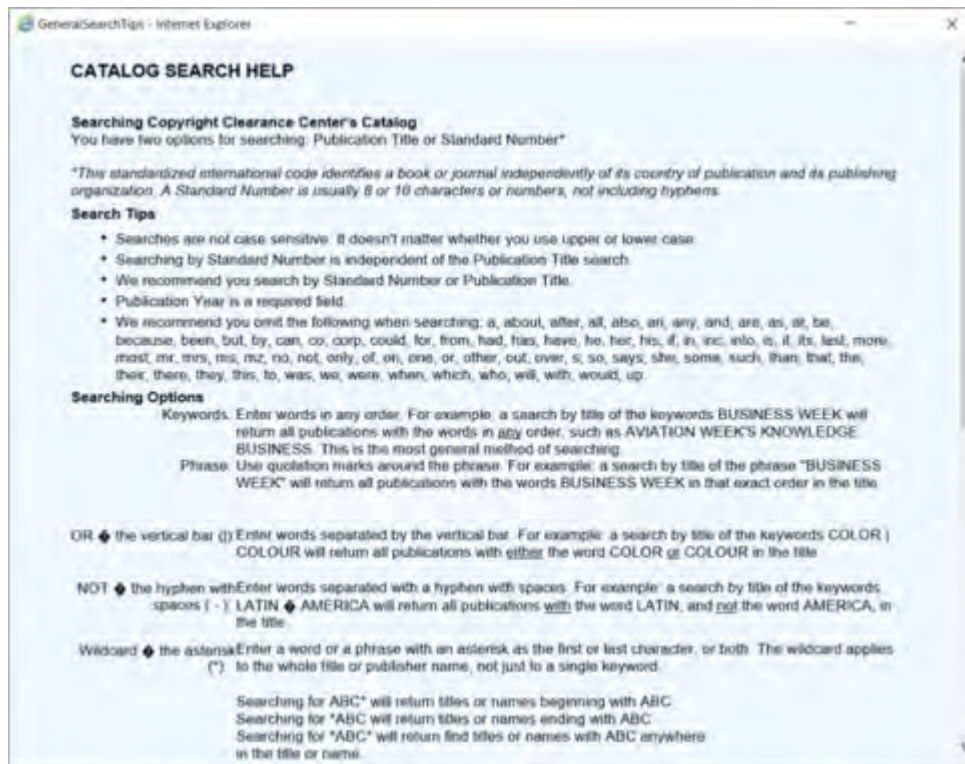 GeneralSearchTips - Internet Explorer
CATALOG SEARCH HELP
Searching Copyright Clearance Center's Catalog
You have two options for searching: Publication Title or Standard Number*
*This standardized international code identifies a book or journal independently of its country of publication and its publishing
organization. A Standard Number is usually 8 or 10 characters or numbers, not including hyphens.
Search Tips
• Searches are not case sensitive. It doesn't matter whether you use upper or lower case.
• Searching by Standard Number is independent of the Publication Title search.
• We recommend you search by Standard Number or Publication Title.
• Publication Year is a required field.
• We recommend you omit the following when searching: a, about, after, all, also, an, any, and, are, as, at, be,
because, been, but, by, can, co, corp, could, for, from, had, has, have, he, her, his, if, in, inc, into, is, it, its, last, more,
most, mr, mrs, ms, mz, no, not, only, of, on, one, or, other, out, over, s, so, says, she, some, such, than, that, the,
their, there, they, this, to, was, we, were, when, which, who, will, with, would, up.
Searching Options
Keywords: Enter words in any order. For example: a search by title of the keywords BUSINESS WEEK will
return all publications with the words in any order, such as AVIATION WEEK'S KNOWLEDGE
BUSINESS. This is the most general method of searching.
Phrase: Use quotation marks around the phrase. For example: a search by title of the phrase "BUSINESS
WEEK" will return all publications with the words BUSINESS WEEK in that exact order in the title.
OR � the vertical bar (|): Enter words separated by the vertical bar. For example: a search by title of the keywords COLOR |
COLOUR will return all publications with either the word COLOR or COLOUR in the title.
NOT � the hyphen with Enter words separated with a hyphen with spaces. For example: a search by title of the keywords
spaces ( - ): LATIN � AMERICA will return all publications with the word LATIN, and not the word AMERICA, in
the title.
Wildcard � the asterisk Enter a word or a phrase with an asterisk as the first or last character, or both. The wildcard applies
(*): to the whole title or publisher name, not just to a single keyword.
Searching for ABC* will return titles or names beginning with ABC
Searching for *ABC will return titles or names ending with ABC
Searching for *ABC* will return find titles or names with ABC anywhere
in the title or name.